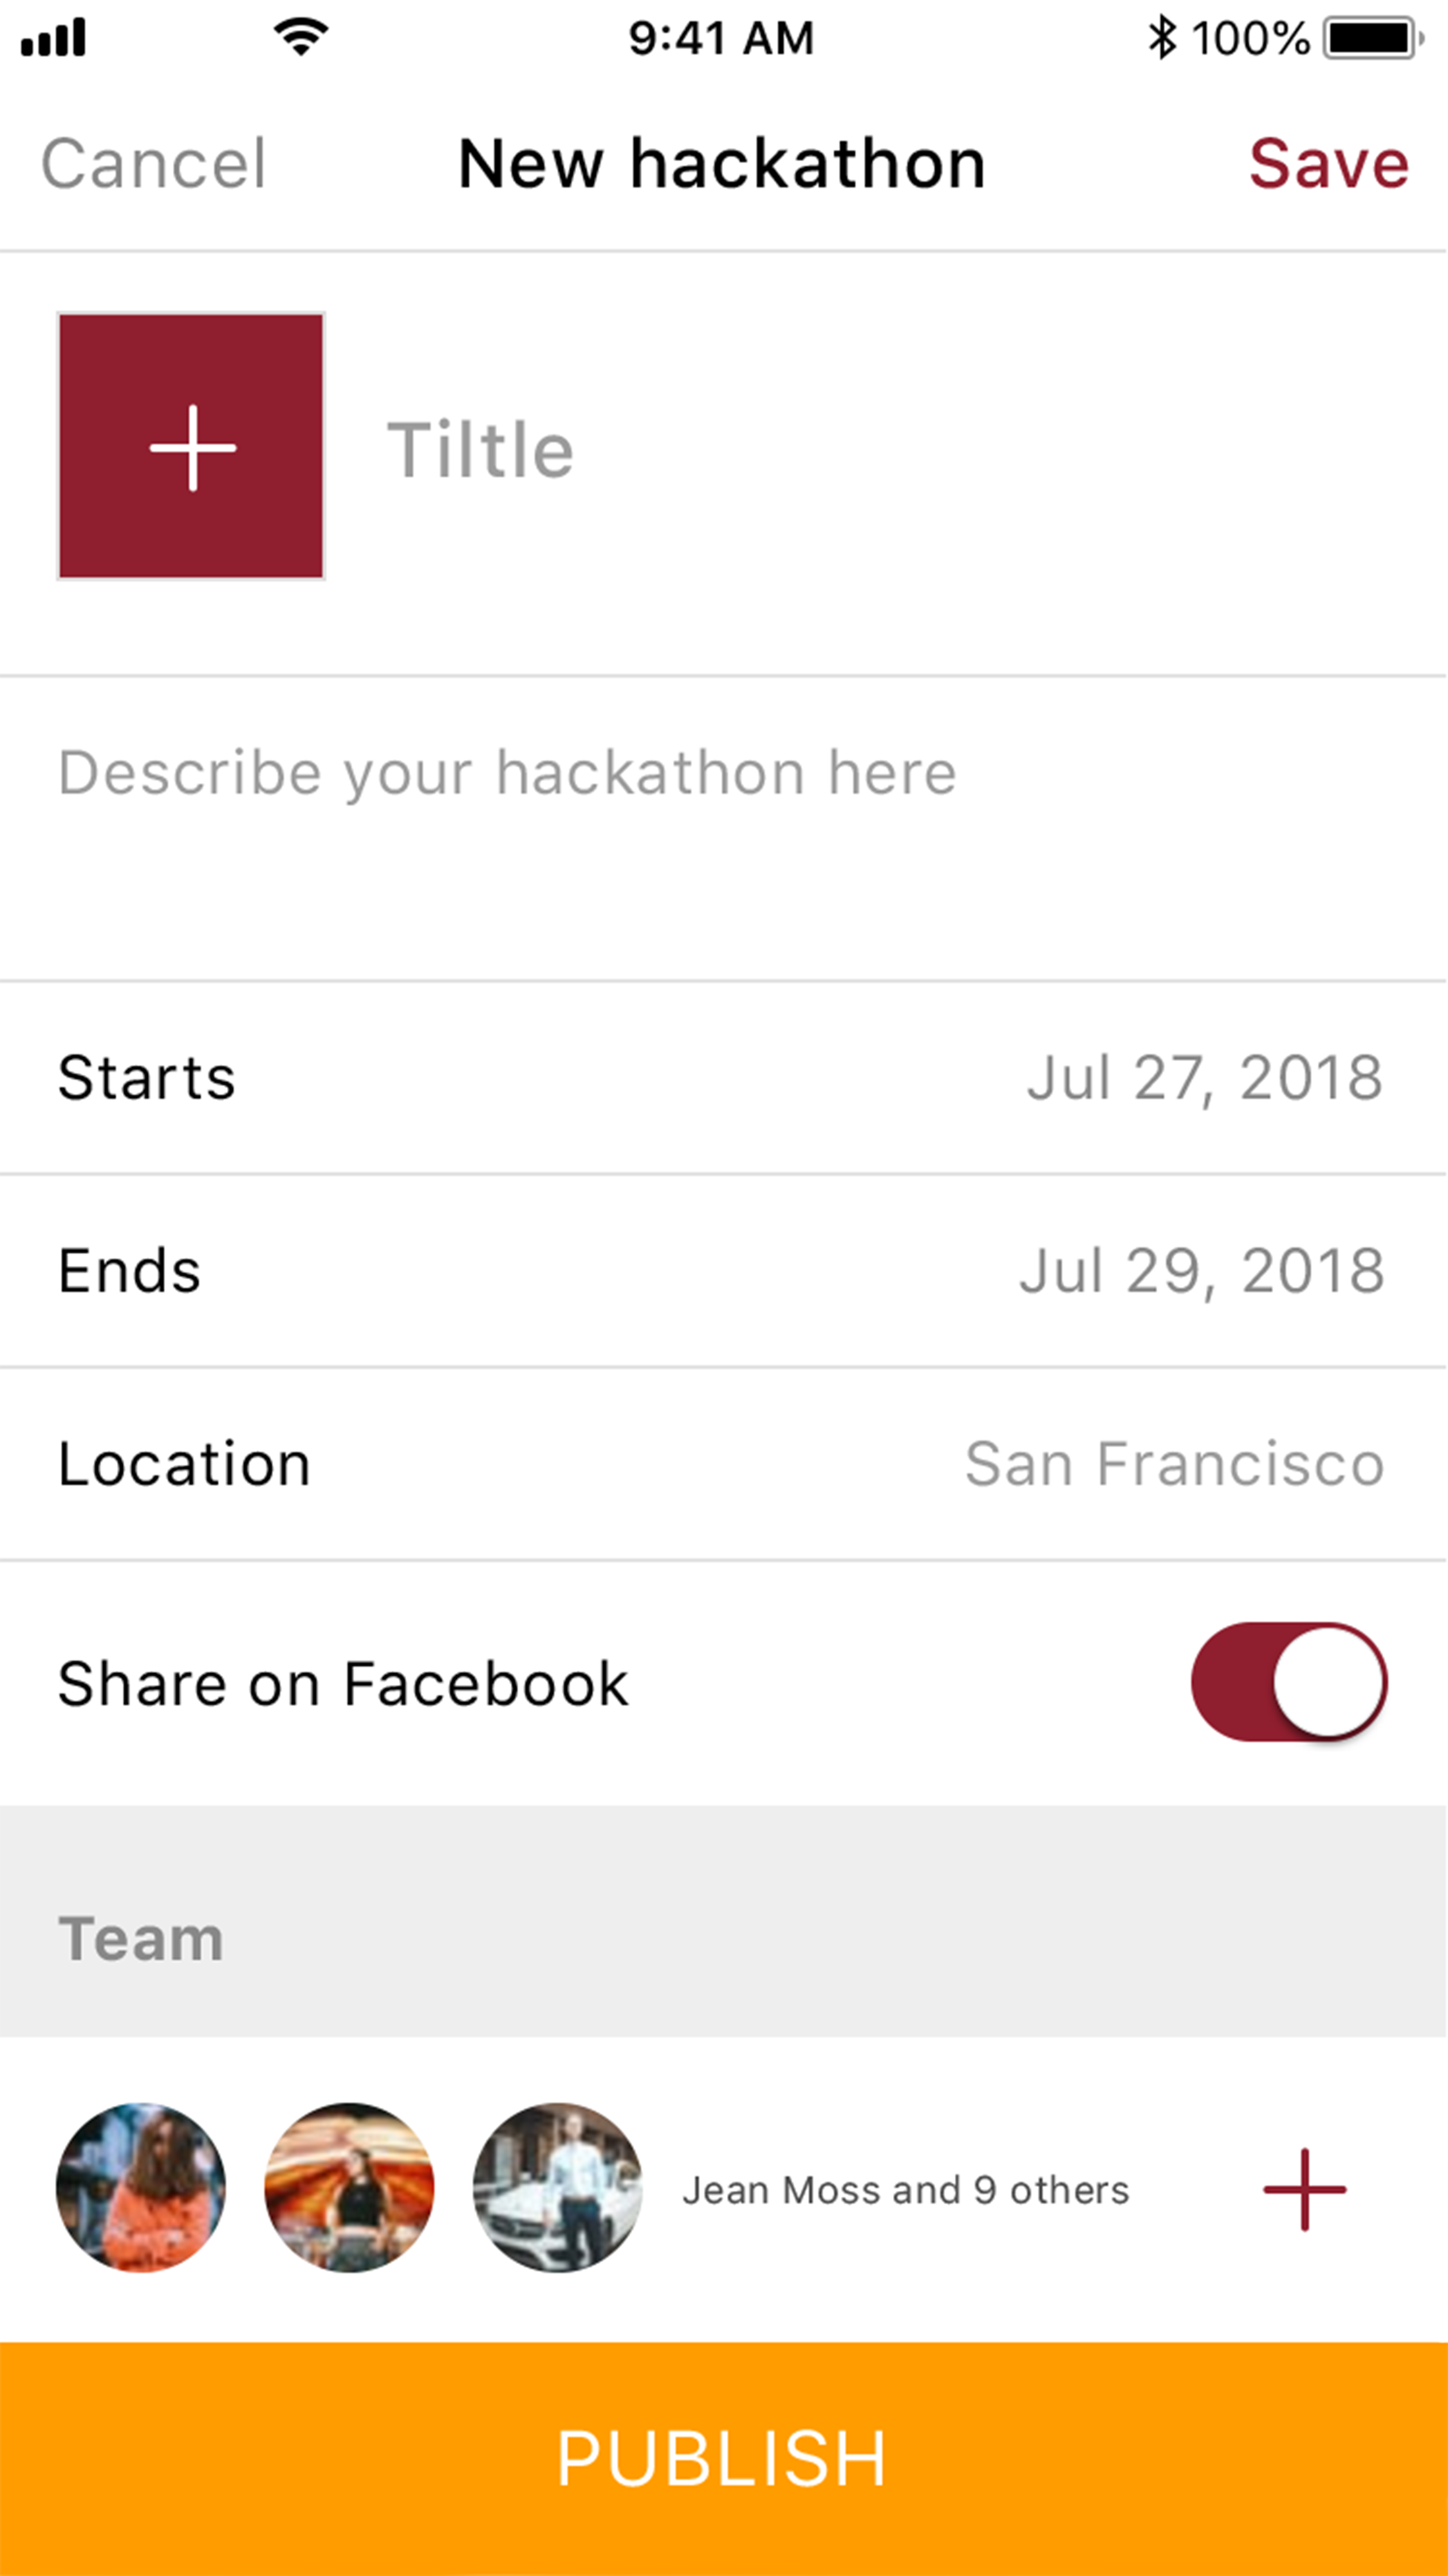 9:41 AM 100%
Cancel New hackathon Save
Tiltle
Describe your hackathon here
Starts Jul 27, 2018
Ends Jul 29, 2018
Location San Francisco
Share on Facebook
Team
Jean Moss and 9 others
PUBLISH